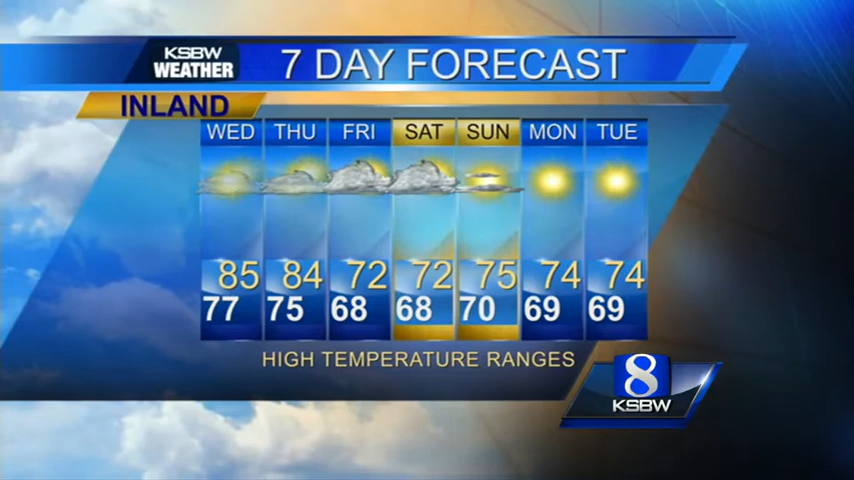 KSBW
WEATHER
7 DAY FORECAST
INLAND
WED THU FRI SAT SUN MON TUE
85 84 72 72 75 74 74
77 75 68 68 70 69 69
HIGH TEMPERATURE RANGES
8
KSBW